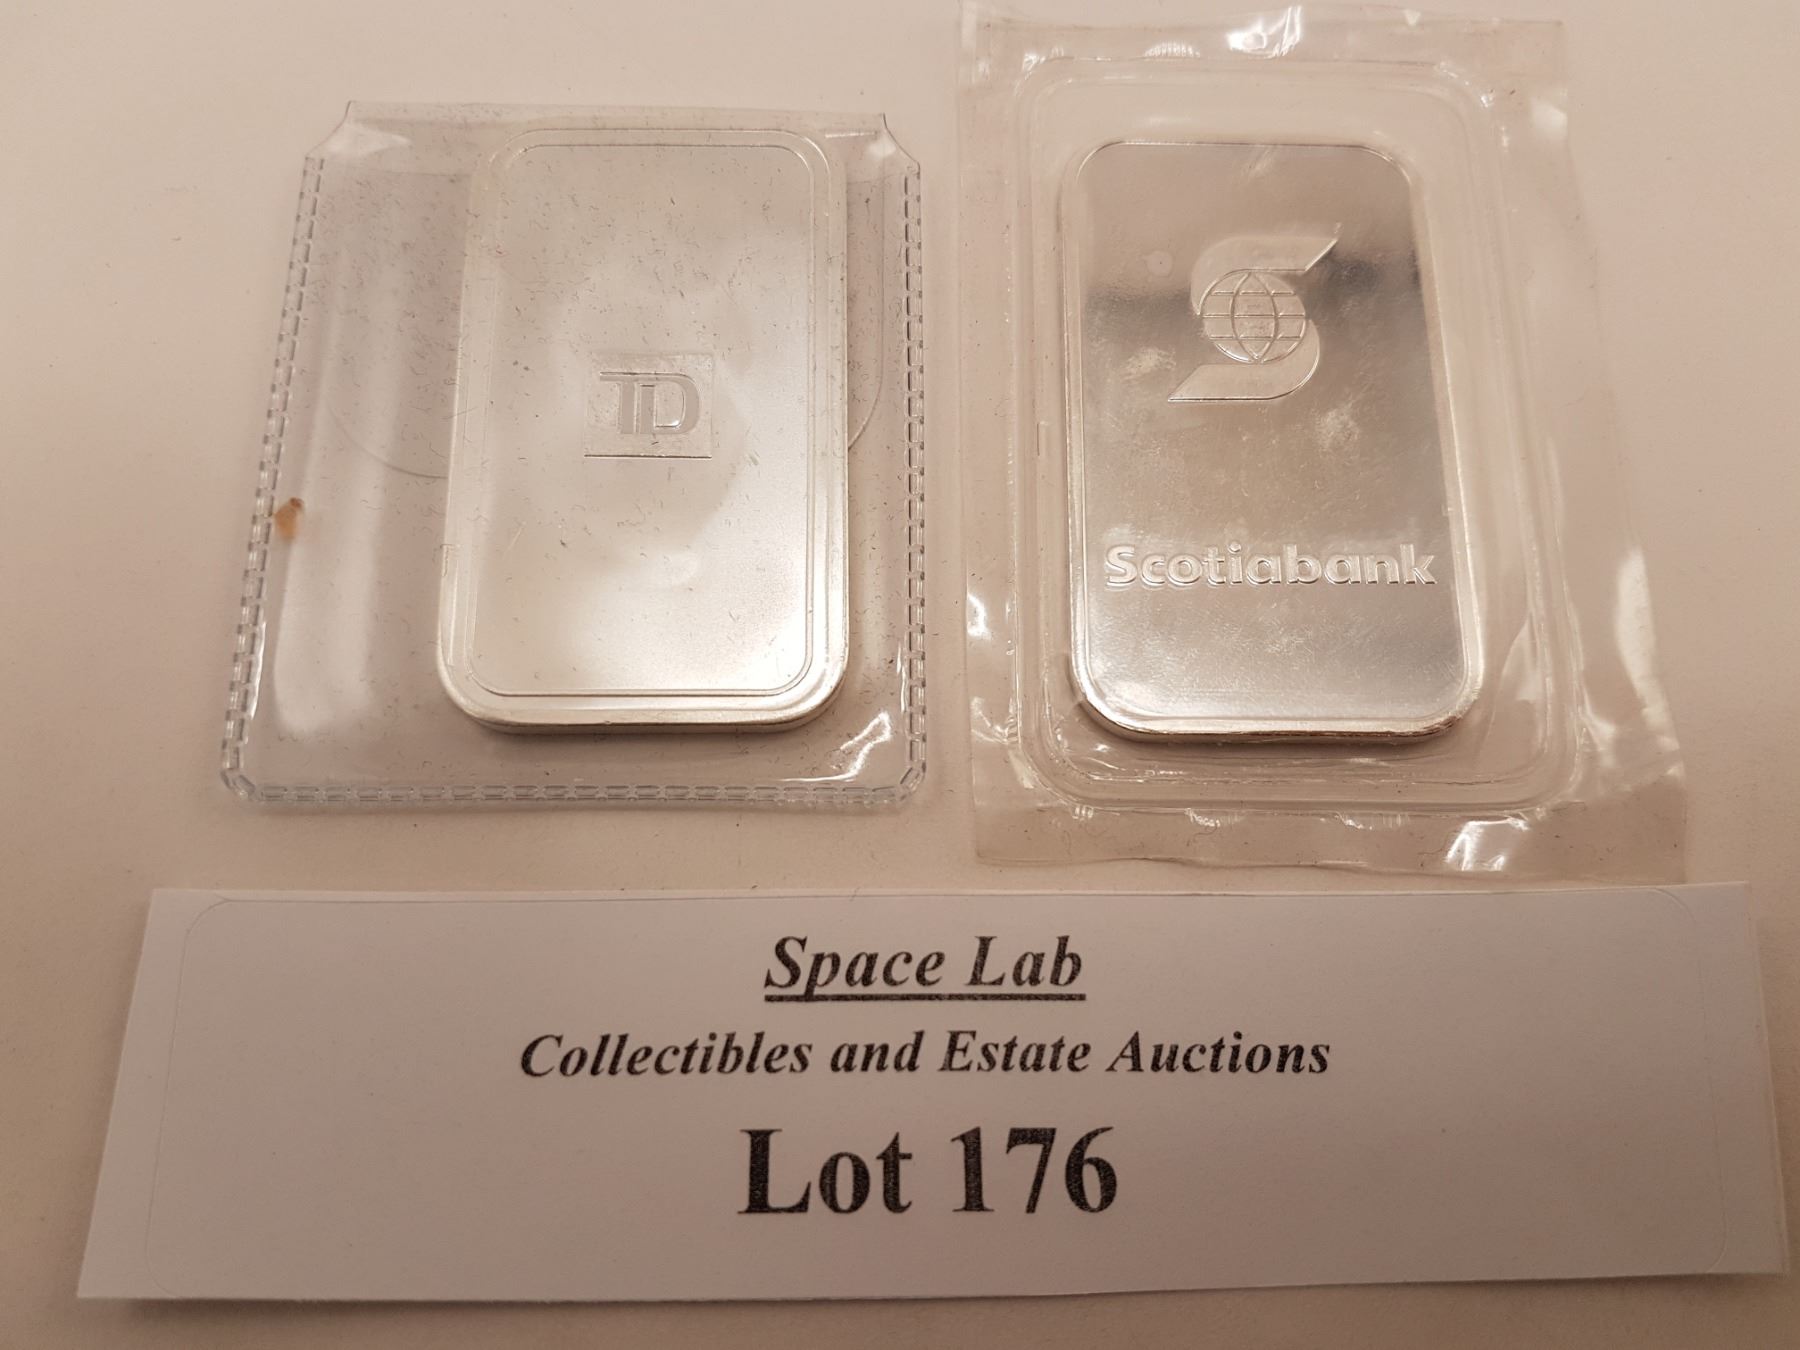 TD
S
Scotiabank
Space Lab
Collectibles and Estate Auctions
Lot 176